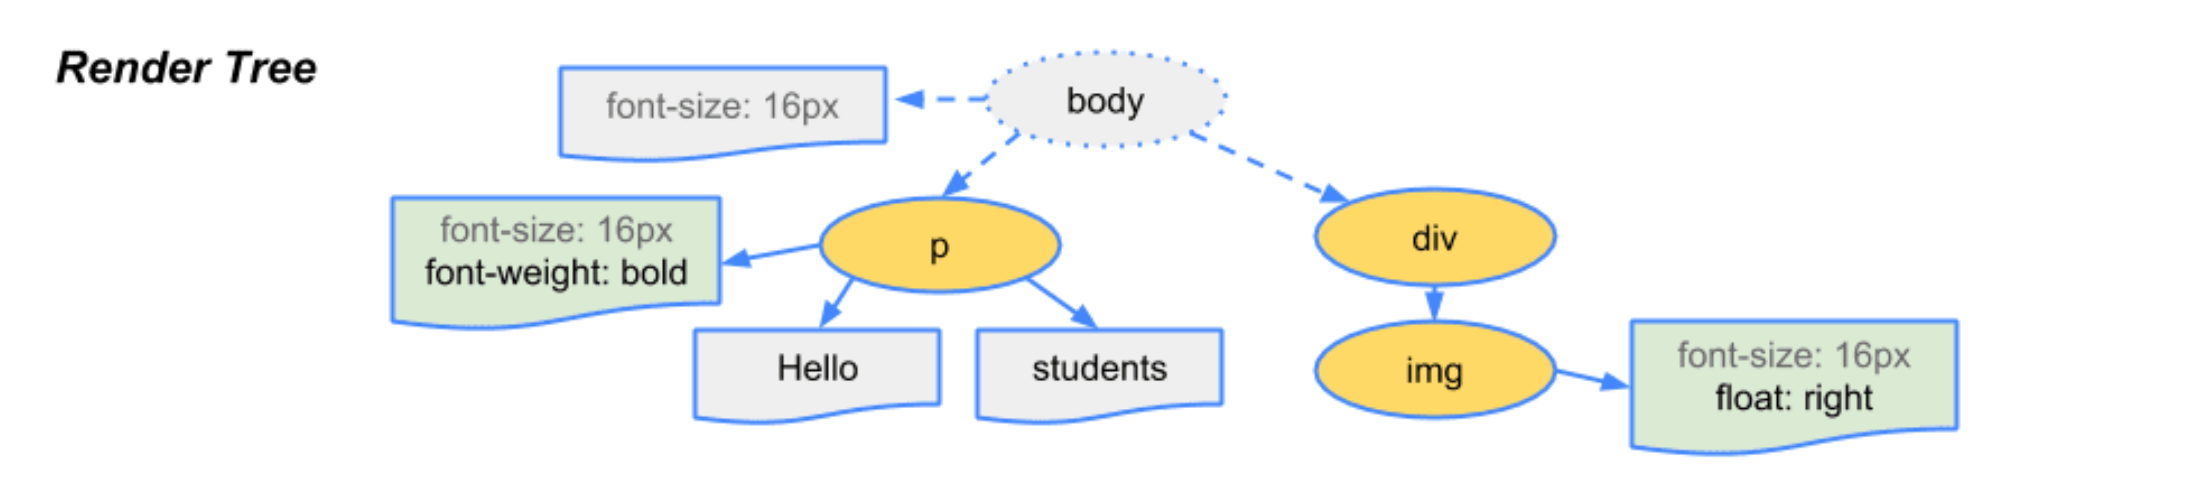 Render Tree
font-size: 16px
body
font-size: 16px
font-weight: bold
p
div
Hello
students
img
font-size: 16px
float: right